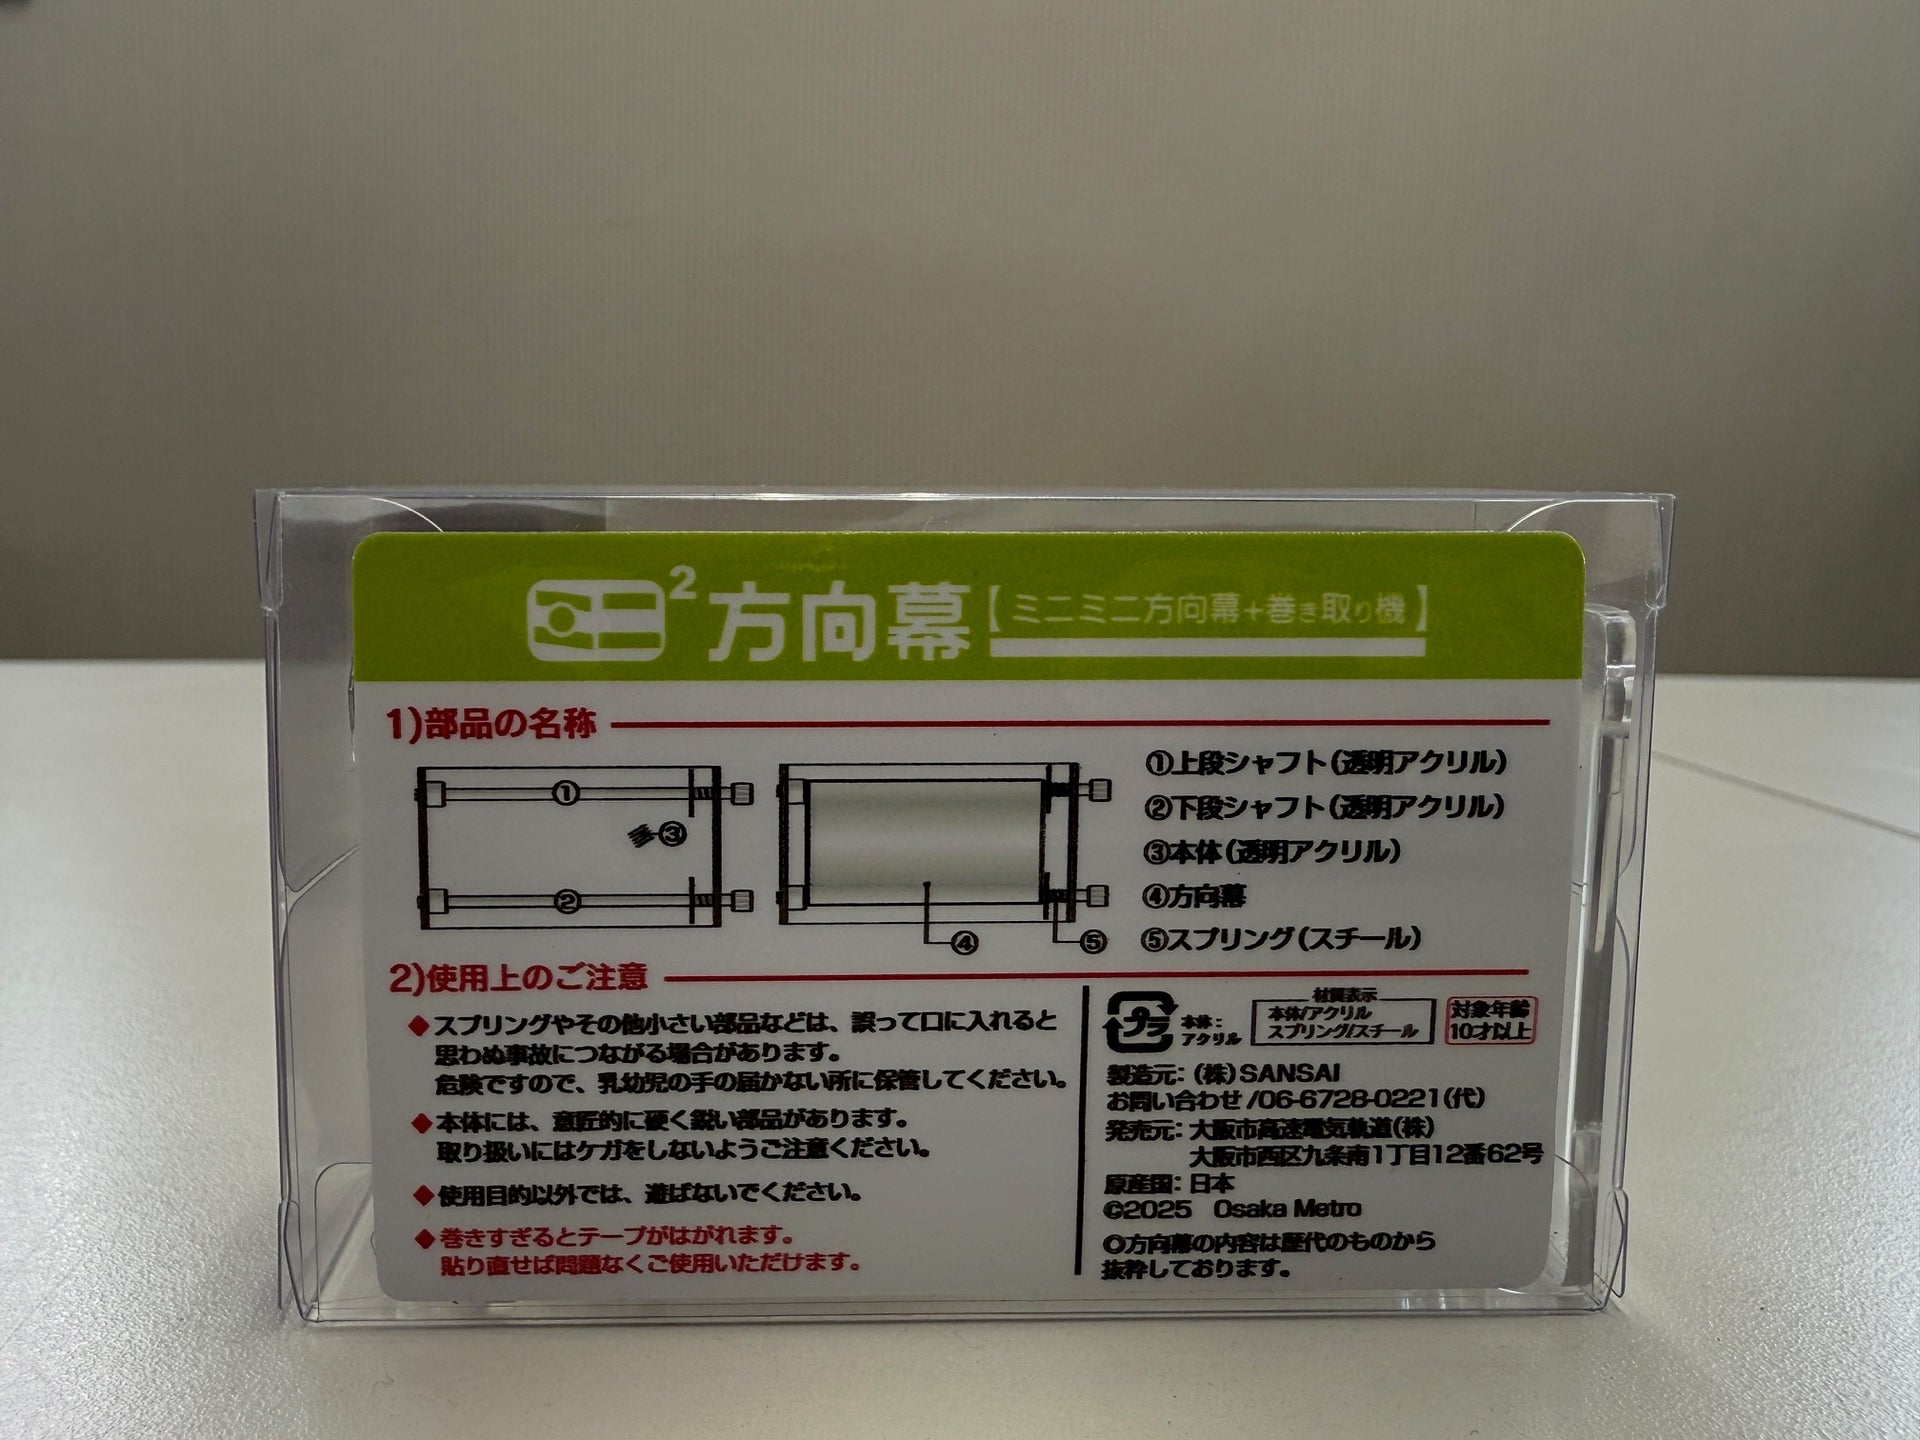 ミニ²方向幕【ミニミニ方向幕+巻き取り機】
1)部品の名称
①
②
③
④
⑤
①上段シャフト(透明アクリル)
②下段シャフト(透明アクリル)
③本体(透明アクリル)
④方向幕
⑤スプリング(スチール)
2)使用上のご注意
◆スプリングやその他小さい部品などは、誤って口に入れると
思わぬ事故につながる場合があります。
危険ですので、乳幼児の手の届かない所に保管してください。
◆本体には、意匠的に硬く鋭い部品があります。
取り扱いにはケガをしないようご注意ください。
◆使用目的以外では、遊ばないでください。
◆巻きすぎるとテープがはがれます。
貼り直せば問題なくご使用いただけます。
プラ
本体:
アクリル
材質表示
本体/アクリル
スプリング/スチール
対象年齢
10才以上
製造元:(株)SANSAI
お問い合わせ/06-6728-0221(代)
発売元:大阪市高速電気軌道(株)
大阪市西区九条南1丁目12番62号
原産国:日本
©2025 Osaka Metro
○方向幕の内容は歴代のものから
抜粋しております。